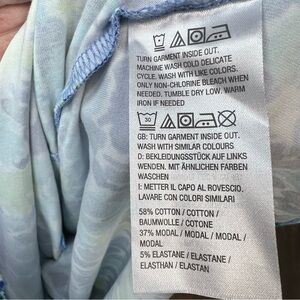 TURN GARMENT INSIDE OUT.
MACHINE WASH COLD DELICATE
CYCLE. WASH WITH LIKE COLORS
ONLY NON-CHLORINE BLEACH WHEN
NEEDED. TUMBLE DRY LOW. WARM
IRON IF NEEDED
30
GB: TURN GARMENT INSIDE OUT.
WASH WITH SIMILAR COLOURS
D: BEKLEIDUNGSSTÜCK AUF LINKS
WENDEN. MIT ÄHNLICHEN FARBEN
WASCHEN
I: METTER IL CAPO AL ROVESCIO,
LAVARE CON COLORI SIMILARI
58% COTTON / COTTON /
BAUMWOLLE / COTONE
37% MODAL / MODAL / MODAL /
MODAL
5% ELASTANE / ELASTANE /
ELASTHAN / ELASTAN